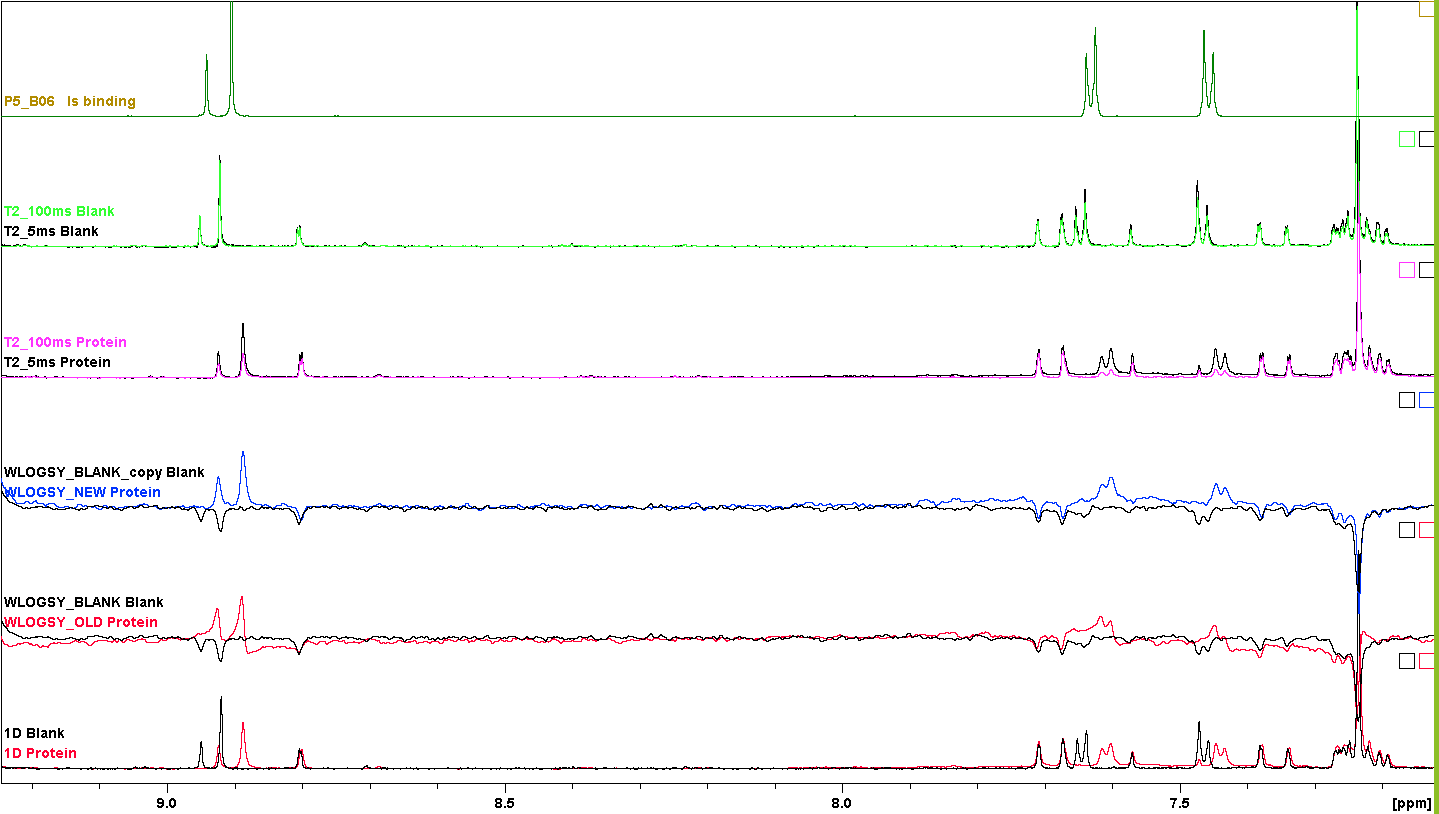 P5_B06 Is binding
T2_100ms Blank
T2_5ms Blank
T2_100ms Protein
T2_5ms Protein
WLOGSY_BLANK_copy Blank
WLOGSY_NEW Protein
WLOGSY_BLANK Blank
WLOGSY_OLD Protein
1D Blank
1D Protein
9.0 8.5 8.0 7.5 [ppm]